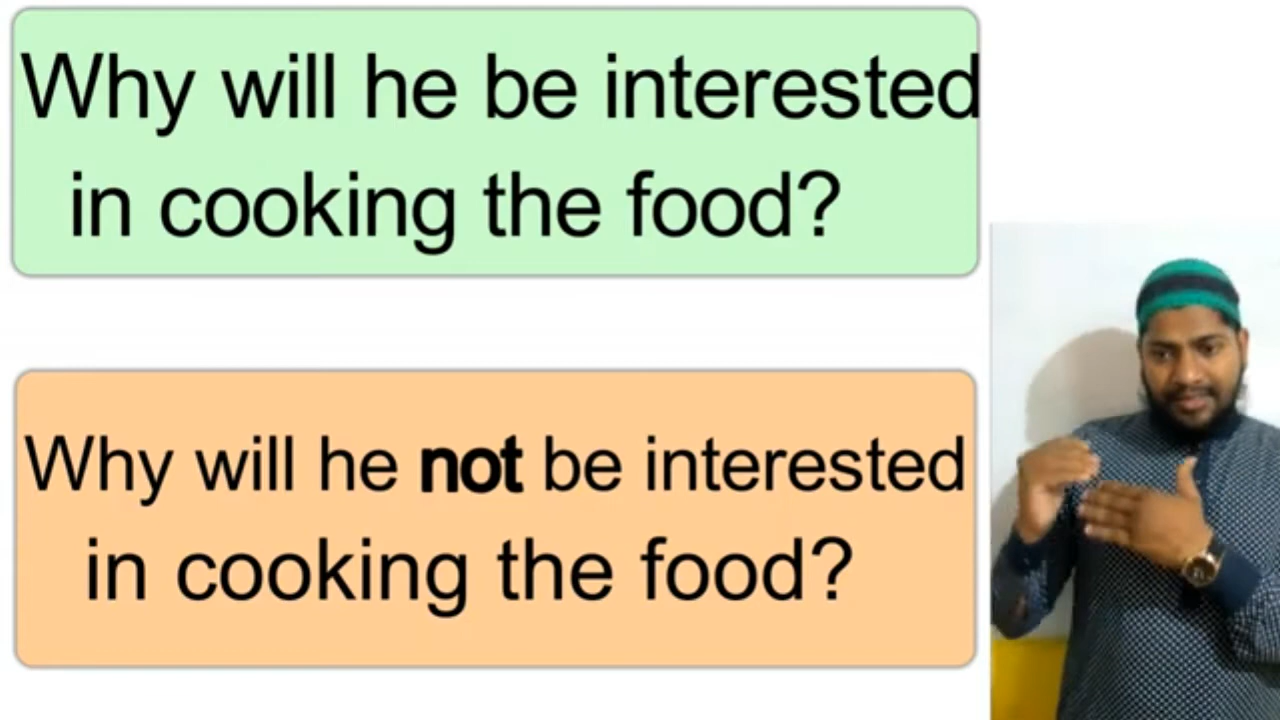 Why will he be interested
in cooking the food?
Why will he not be interested
in cooking the food?